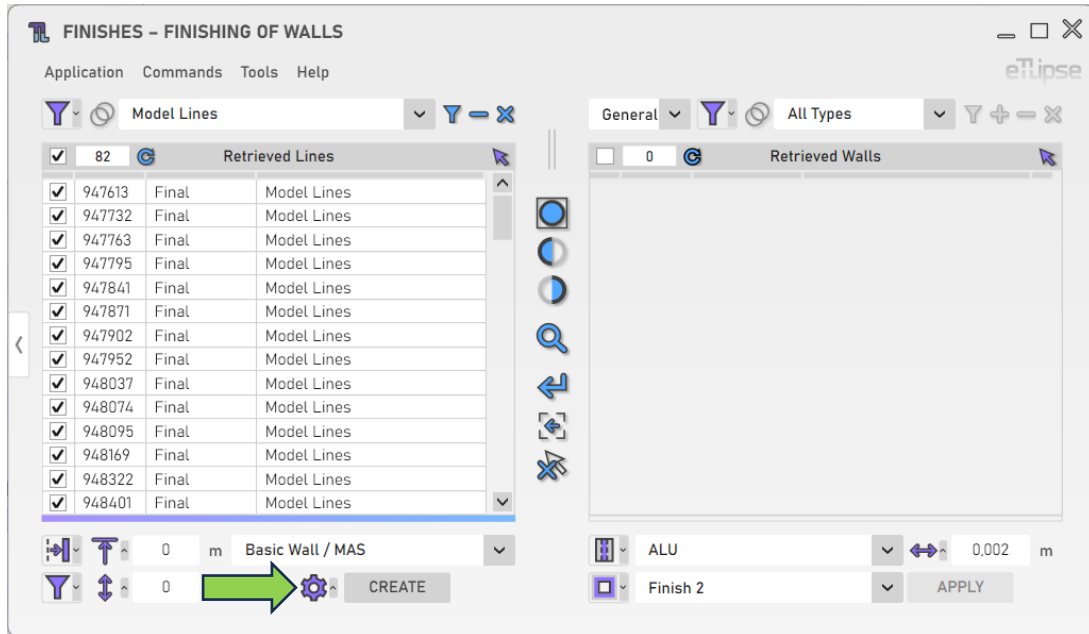 FINISHES – FINISHING OF WALLS
Application Commands Tools Help
eTLipse
Model Lines
General All Types
82 Retrieved Lines
0 Retrieved Walls
947613 Final Model Lines
947732 Final Model Lines
947763 Final Model Lines
947795 Final Model Lines
947841 Final Model Lines
947871 Final Model Lines
947902 Final Model Lines
947952 Final Model Lines
948037 Final Model Lines
948074 Final Model Lines
948095 Final Model Lines
948169 Final Model Lines
948322 Final Model Lines
948401 Final Model Lines
0 m Basic Wall / MAS
ALU 0,002 m
0 CREATE
Finish 2 APPLY